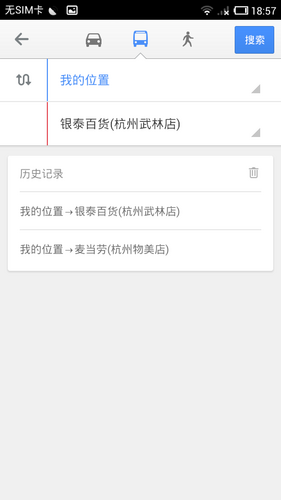 无SIM卡 18:57
搜索
我的位置
银泰百货(杭州武林店)
历史记录
我的位置→银泰百货(杭州武林店)
我的位置→麦当劳(杭州物美店)